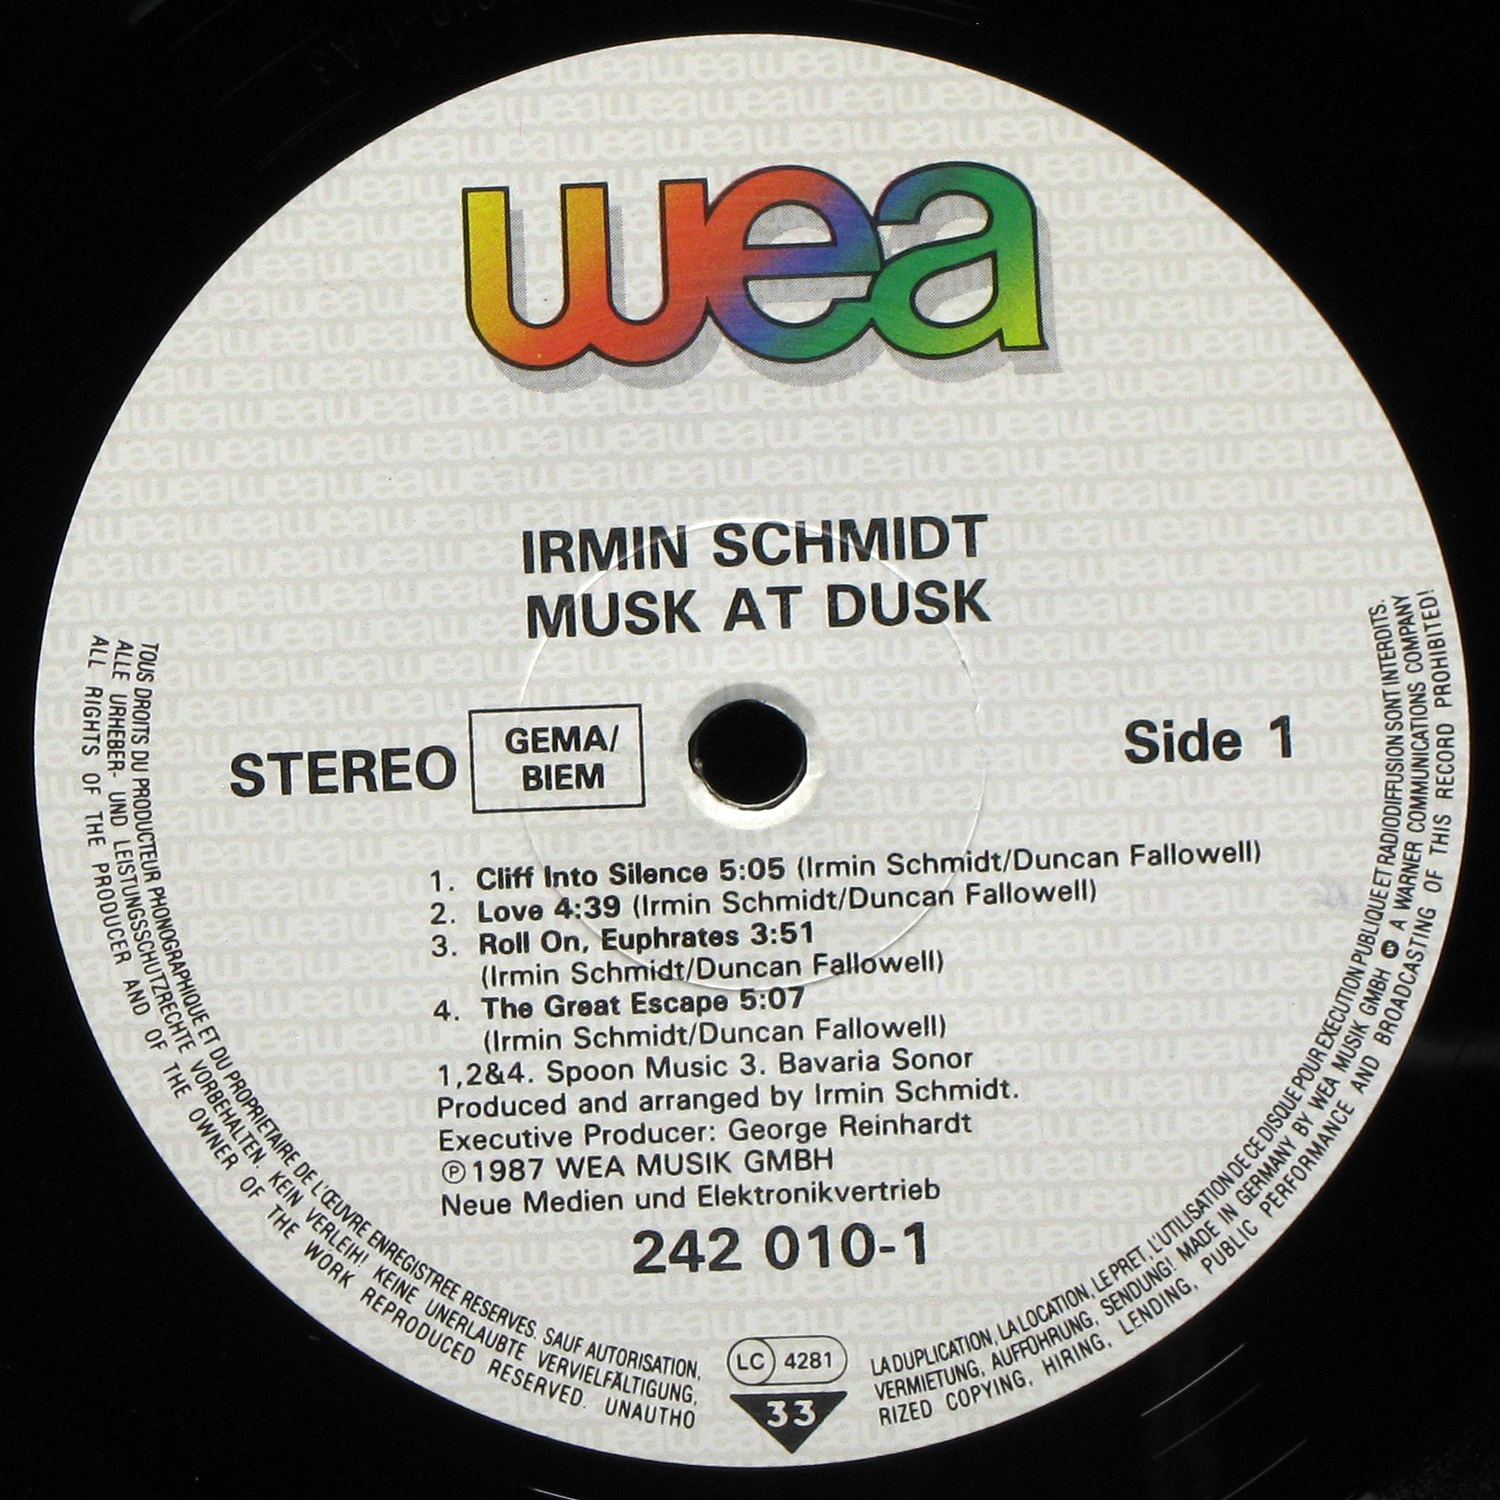 wea
IRMIN SCHMIDT
MUSK AT DUSK
STEREO
GEMA/
BIEM
Side 1
1. Cliff Into Silence 5:05 (Irmin Schmidt/Duncan Fallowell)
2. Love 4:39 (Irmin Schmidt/Duncan Fallowell)
3. Roll On, Euphrates 3:51
(Irmin Schmidt/Duncan Fallowell)
4. The Great Escape 5:07
(Irmin Schmidt/Duncan Fallowell)
1,2&4. Spoon Music 3. Bavaria Sonor
Produced and arranged by Irmin Schmidt.
Executive Producer: George Reinhardt
℗1987 WEA MUSIK GMBH
Neue Medien und Elektronikvertrieb
242 010-1
LC 4281
33
TOUS DROITS DU PRODUCTEUR PHONOGRAPHIQUE ET DU PROPRIETAIRE DE L'ŒUVRE ENREGISTREE RESERVES. SAUF AUTORISATION, LA DUPLICATION, LA LOCATION, LE PRET, L'UTILISATION DE CE DISQUE POUR EXECUTION PUBLIQUE ET RADIODIFFUSION SONT INTERDITS.
ALLE URHEBER- UND LEISTUNGSSCHUTZRECHTE VORBEHALTEN. KEIN VERLEIH! KEINE UNERLAUBTE VERVIELFÄLTIGUNG, VERMIETUNG, AUFFÜHRUNG, SENDUNG! MADE IN GERMANY BY WEA MUSIK GMBH A WARNER COMMUNICATIONS COMPANY
ALL RIGHTS OF THE PRODUCER AND OF THE OWNER OF THE WORK REPRODUCED RESERVED. UNAUTHORIZED COPYING, HIRING, LENDING, PUBLIC PERFORMANCE AND BROADCASTING OF THIS RECORD PROHIBITED!